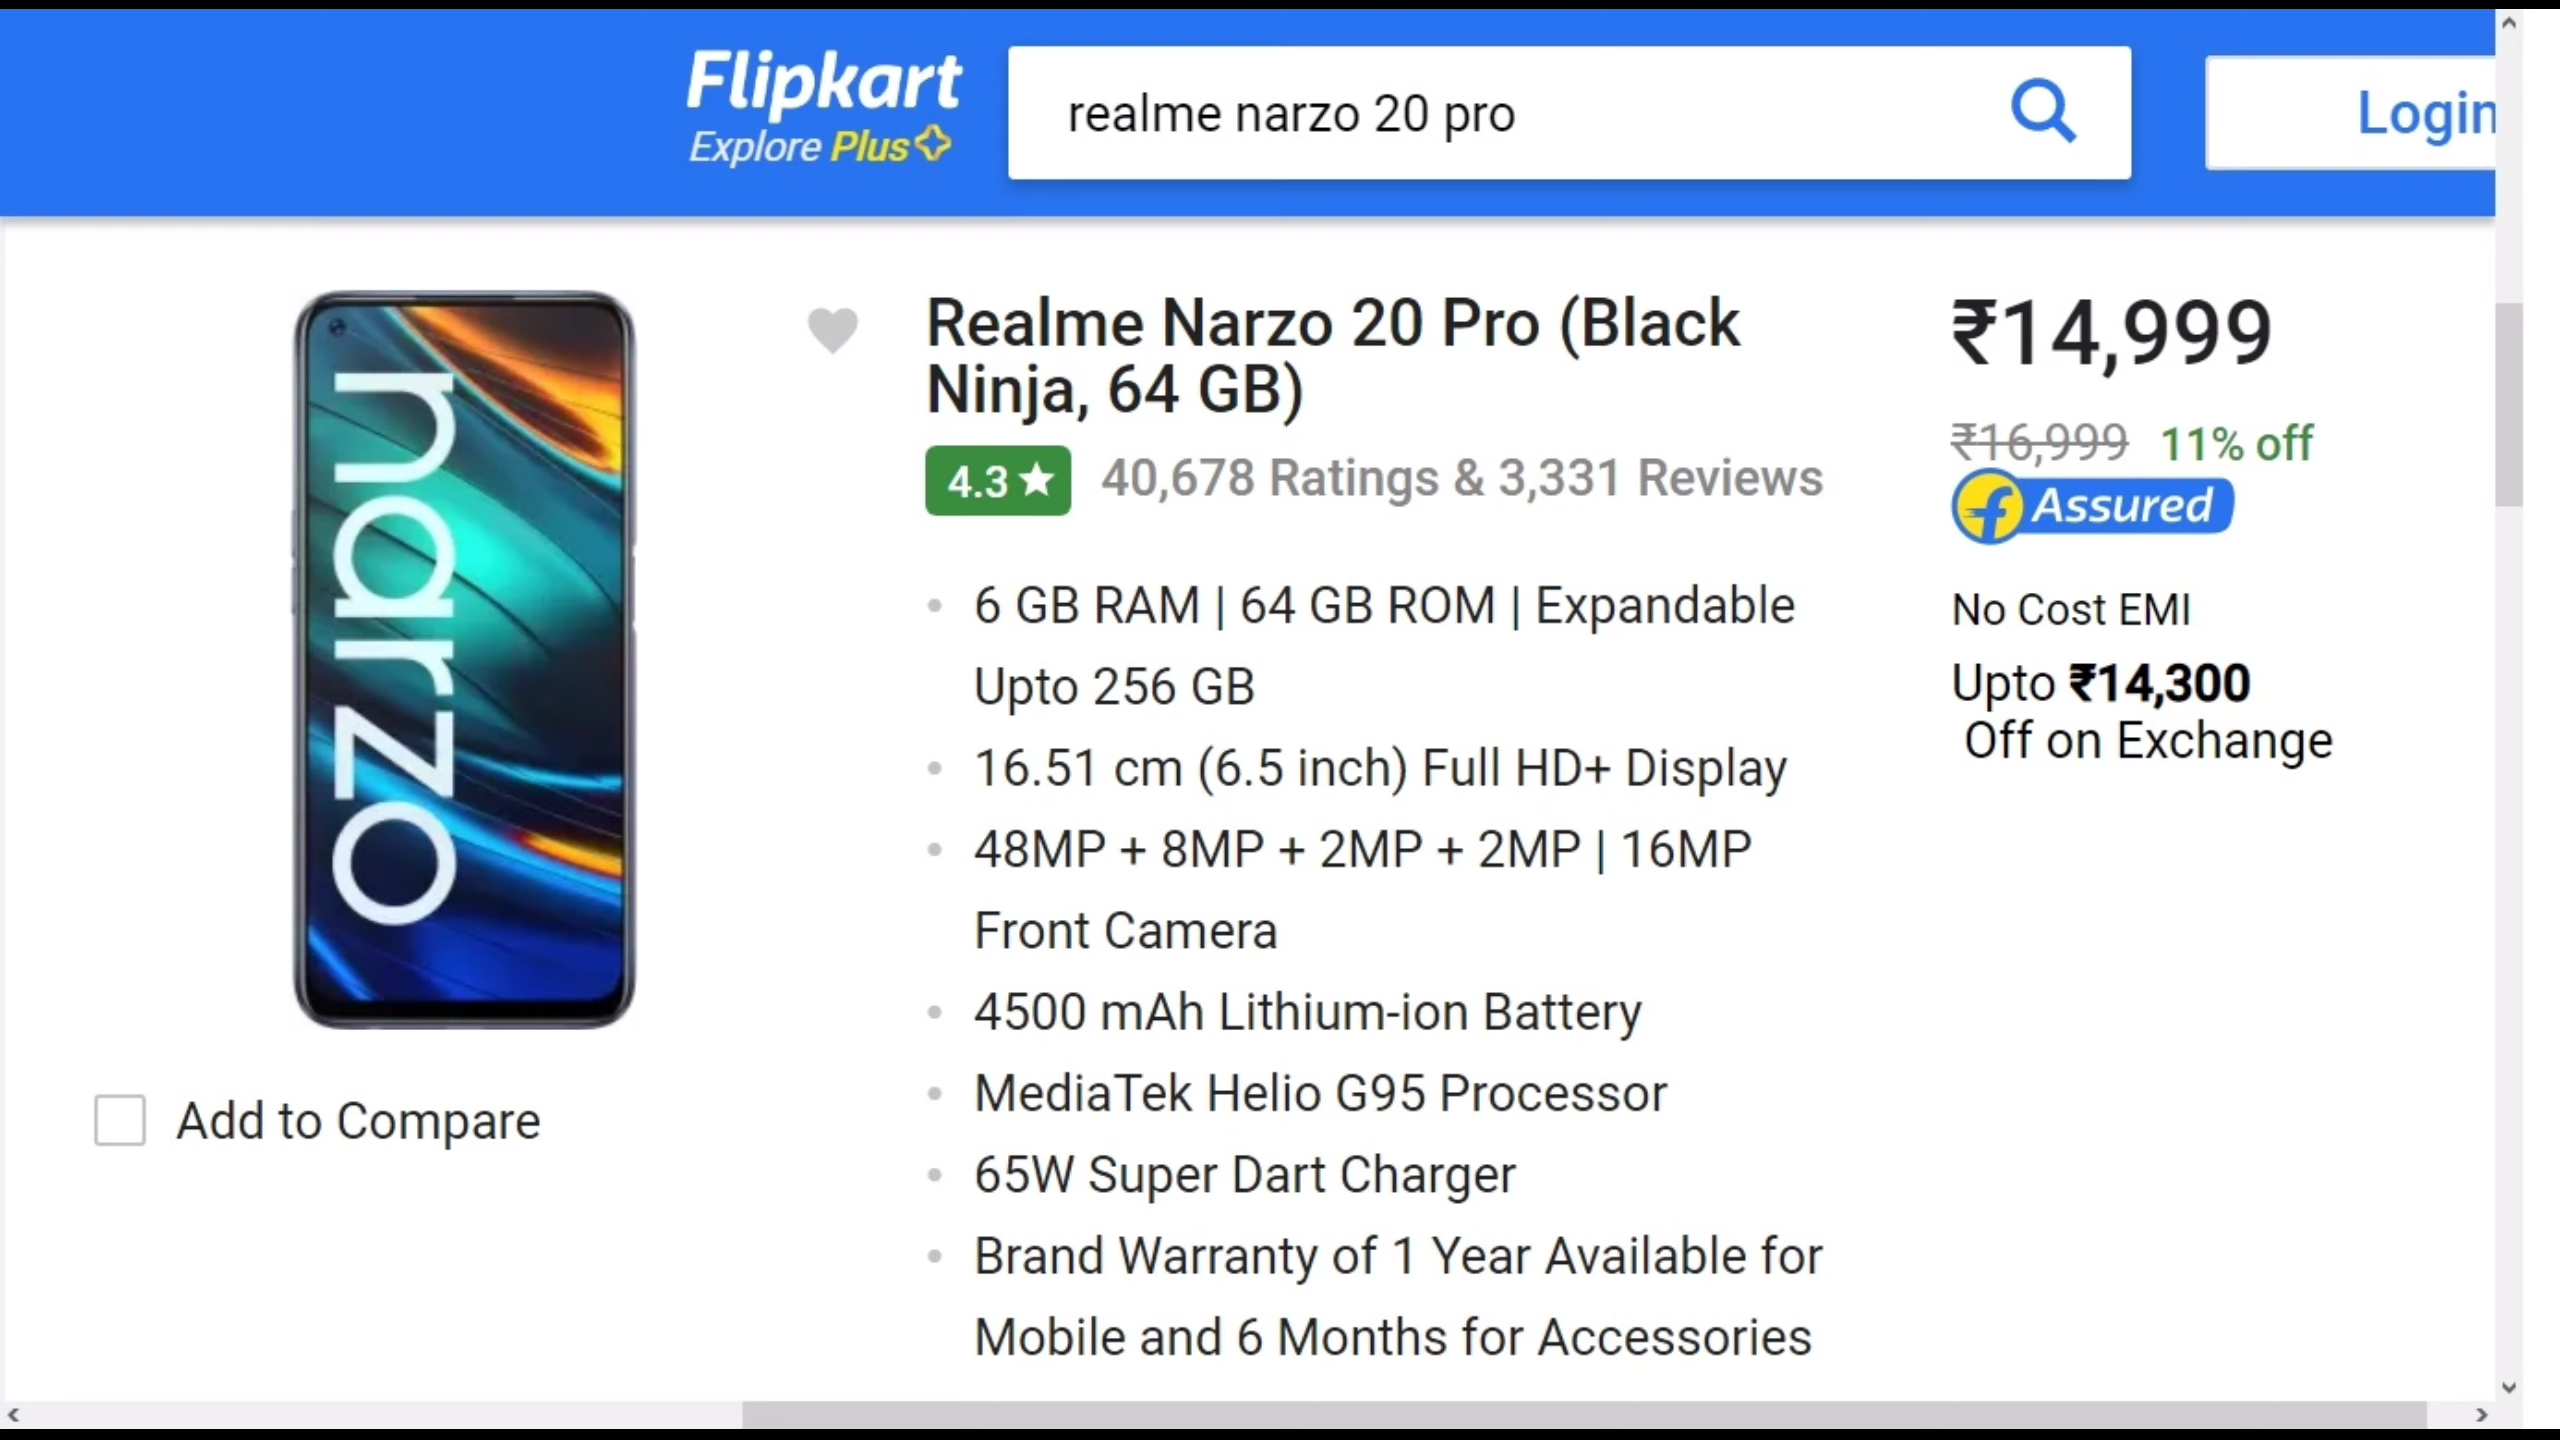 Flipkart
Explore Plus
realme narzo 20 pro
Login
narzo
Realme Narzo 20 Pro (Black
Ninja, 64 GB)
4.3★ 40,678 Ratings & 3,331 Reviews
6 GB RAM | 64 GB ROM | Expandable
Upto 256 GB
16.51 cm (6.5 inch) Full HD+ Display
48MP + 8MP + 2MP + 2MP | 16MP
Front Camera
4500 mAh Lithium-ion Battery
MediaTek Helio G95 Processor
65W Super Dart Charger
Brand Warranty of 1 Year Available for
Mobile and 6 Months for Accessories
₹14,999
₹16,999 11% off
f Assured
No Cost EMI
Upto ₹14,300
Off on Exchange
Add to Compare